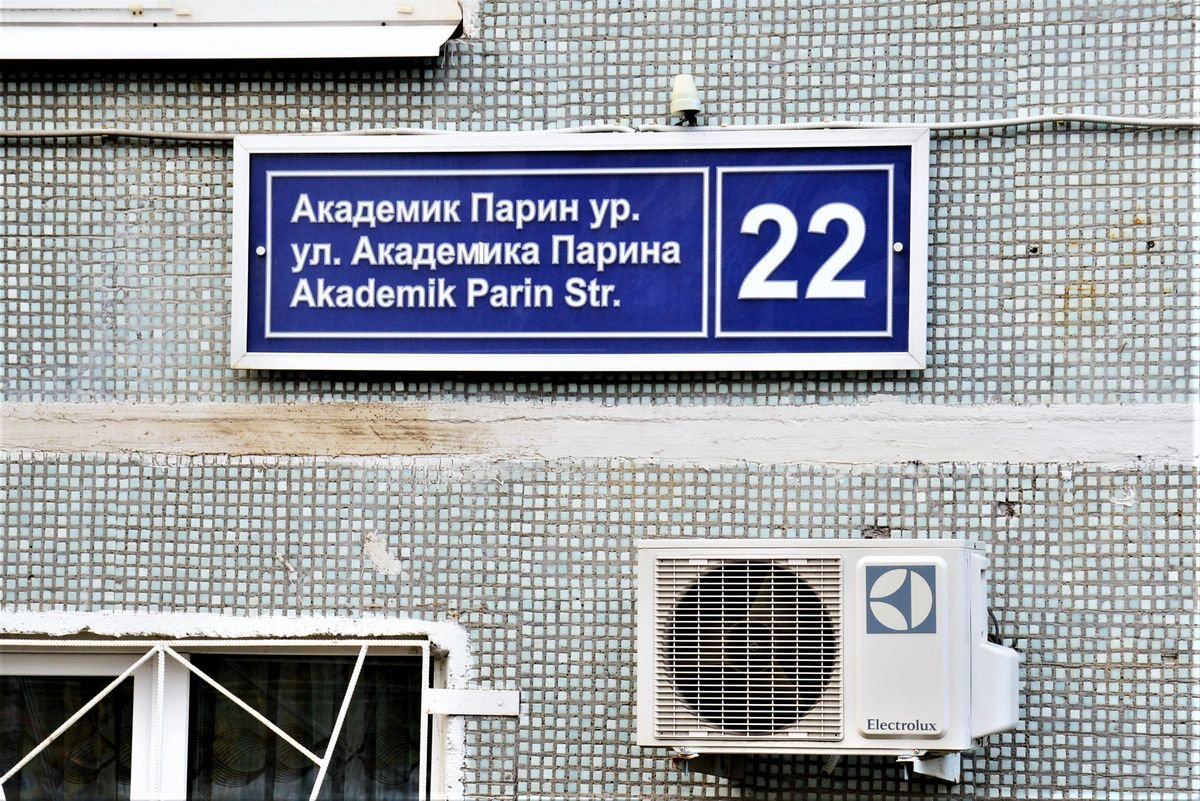 Академик Парин ур.
ул. Академика Парина
Akademik Parin Str.
22
Electrolux